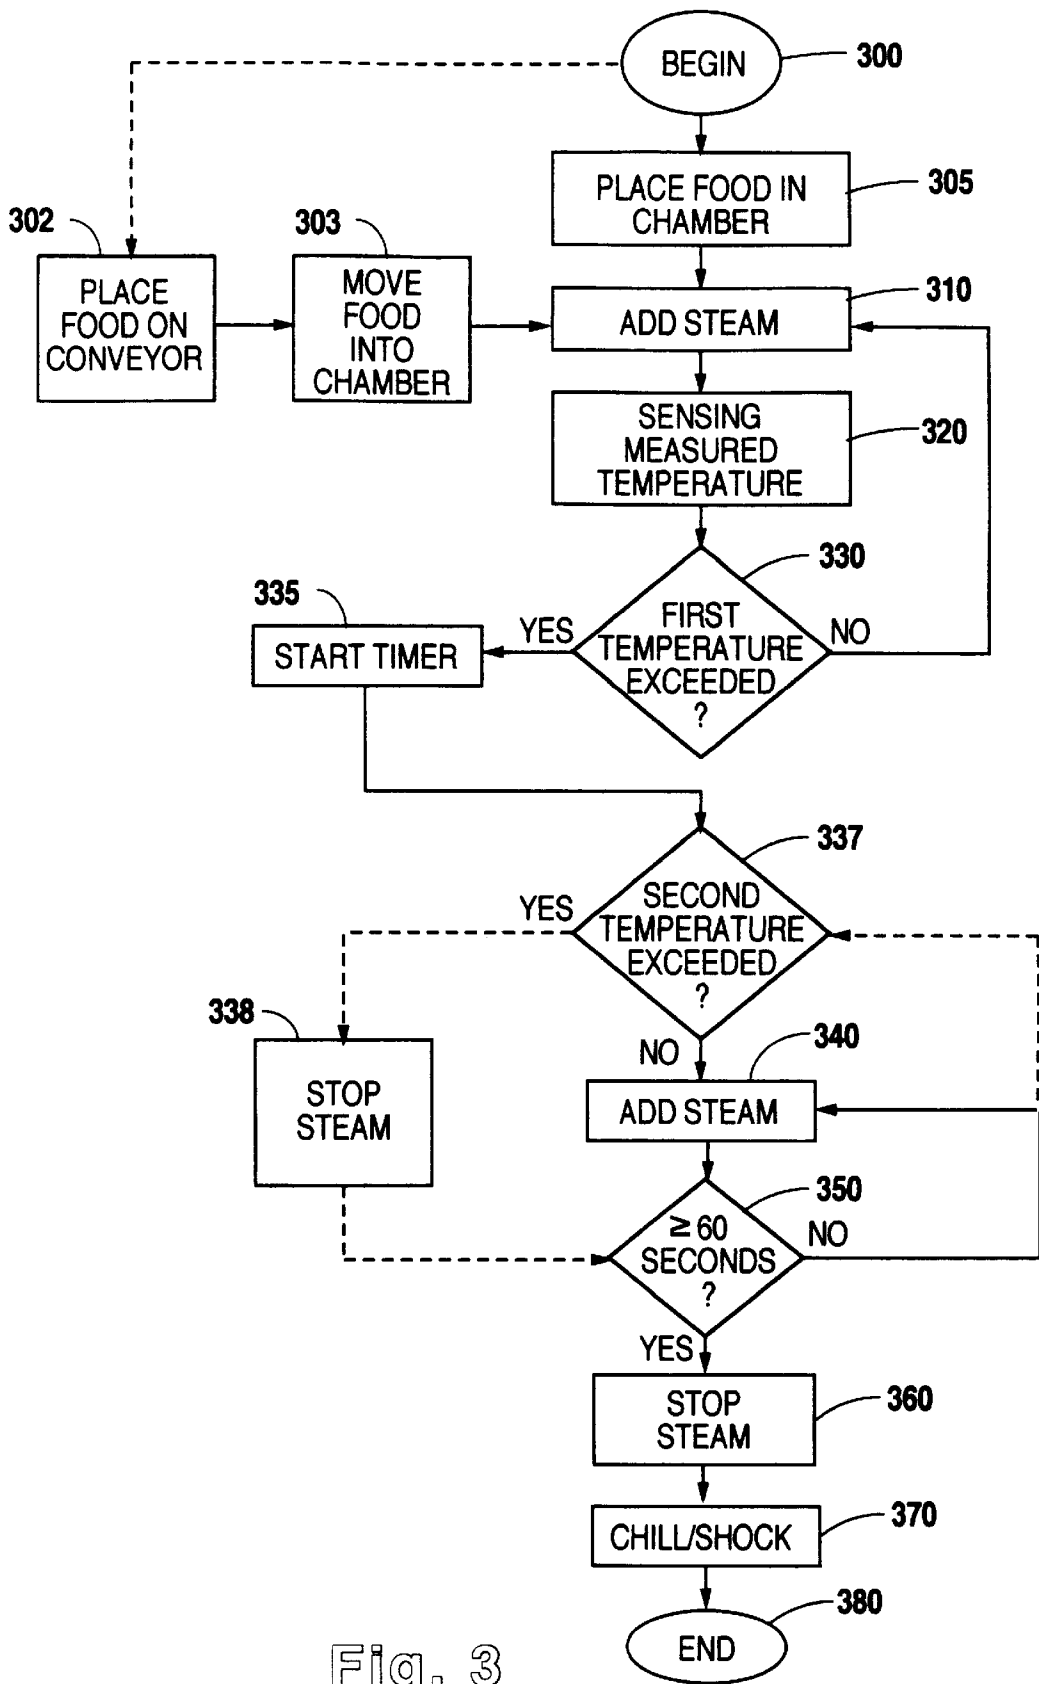 BEGIN
300
PLACE FOOD IN
CHAMBER
305
302
PLACE
FOOD ON
CONVEYOR
303
MOVE
FOOD
INTO
CHAMBER
ADD STEAM
310
SENSING
MEASURED
TEMPERATURE
320
330
FIRST
TEMPERATURE
EXCEEDED
?
YES
NO
335
START TIMER
337
SECOND
TEMPERATURE
EXCEEDED
?
YES
NO
338
STOP
STEAM
340
ADD STEAM
350
≥ 60
SECONDS
?
NO
YES
STOP
STEAM
360
CHILL/SHOCK
370
END
380
Fig. 3